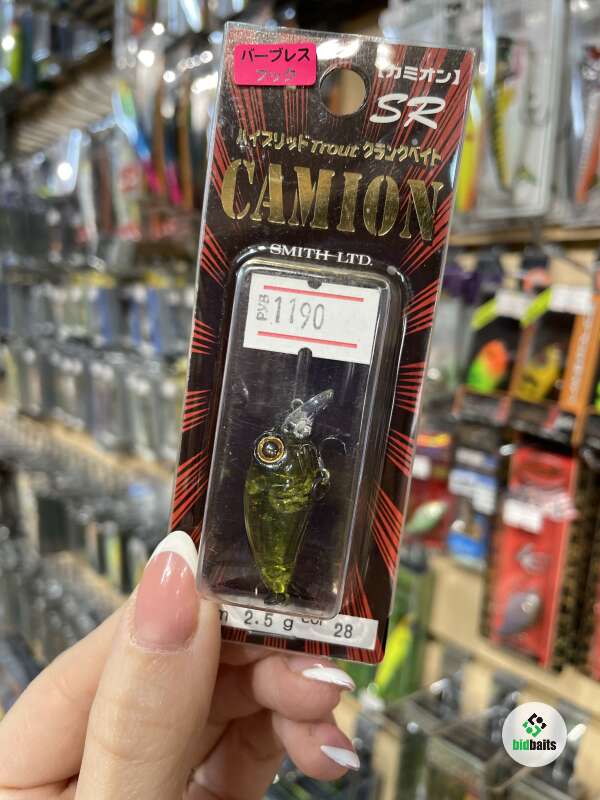 バーブレス
フック
【カミオン】
SR
ハイブリッドTroutクランクベイト
CAMION
SMITH LTD.
РУБ 1190
2.5 g col 28
bidbaits